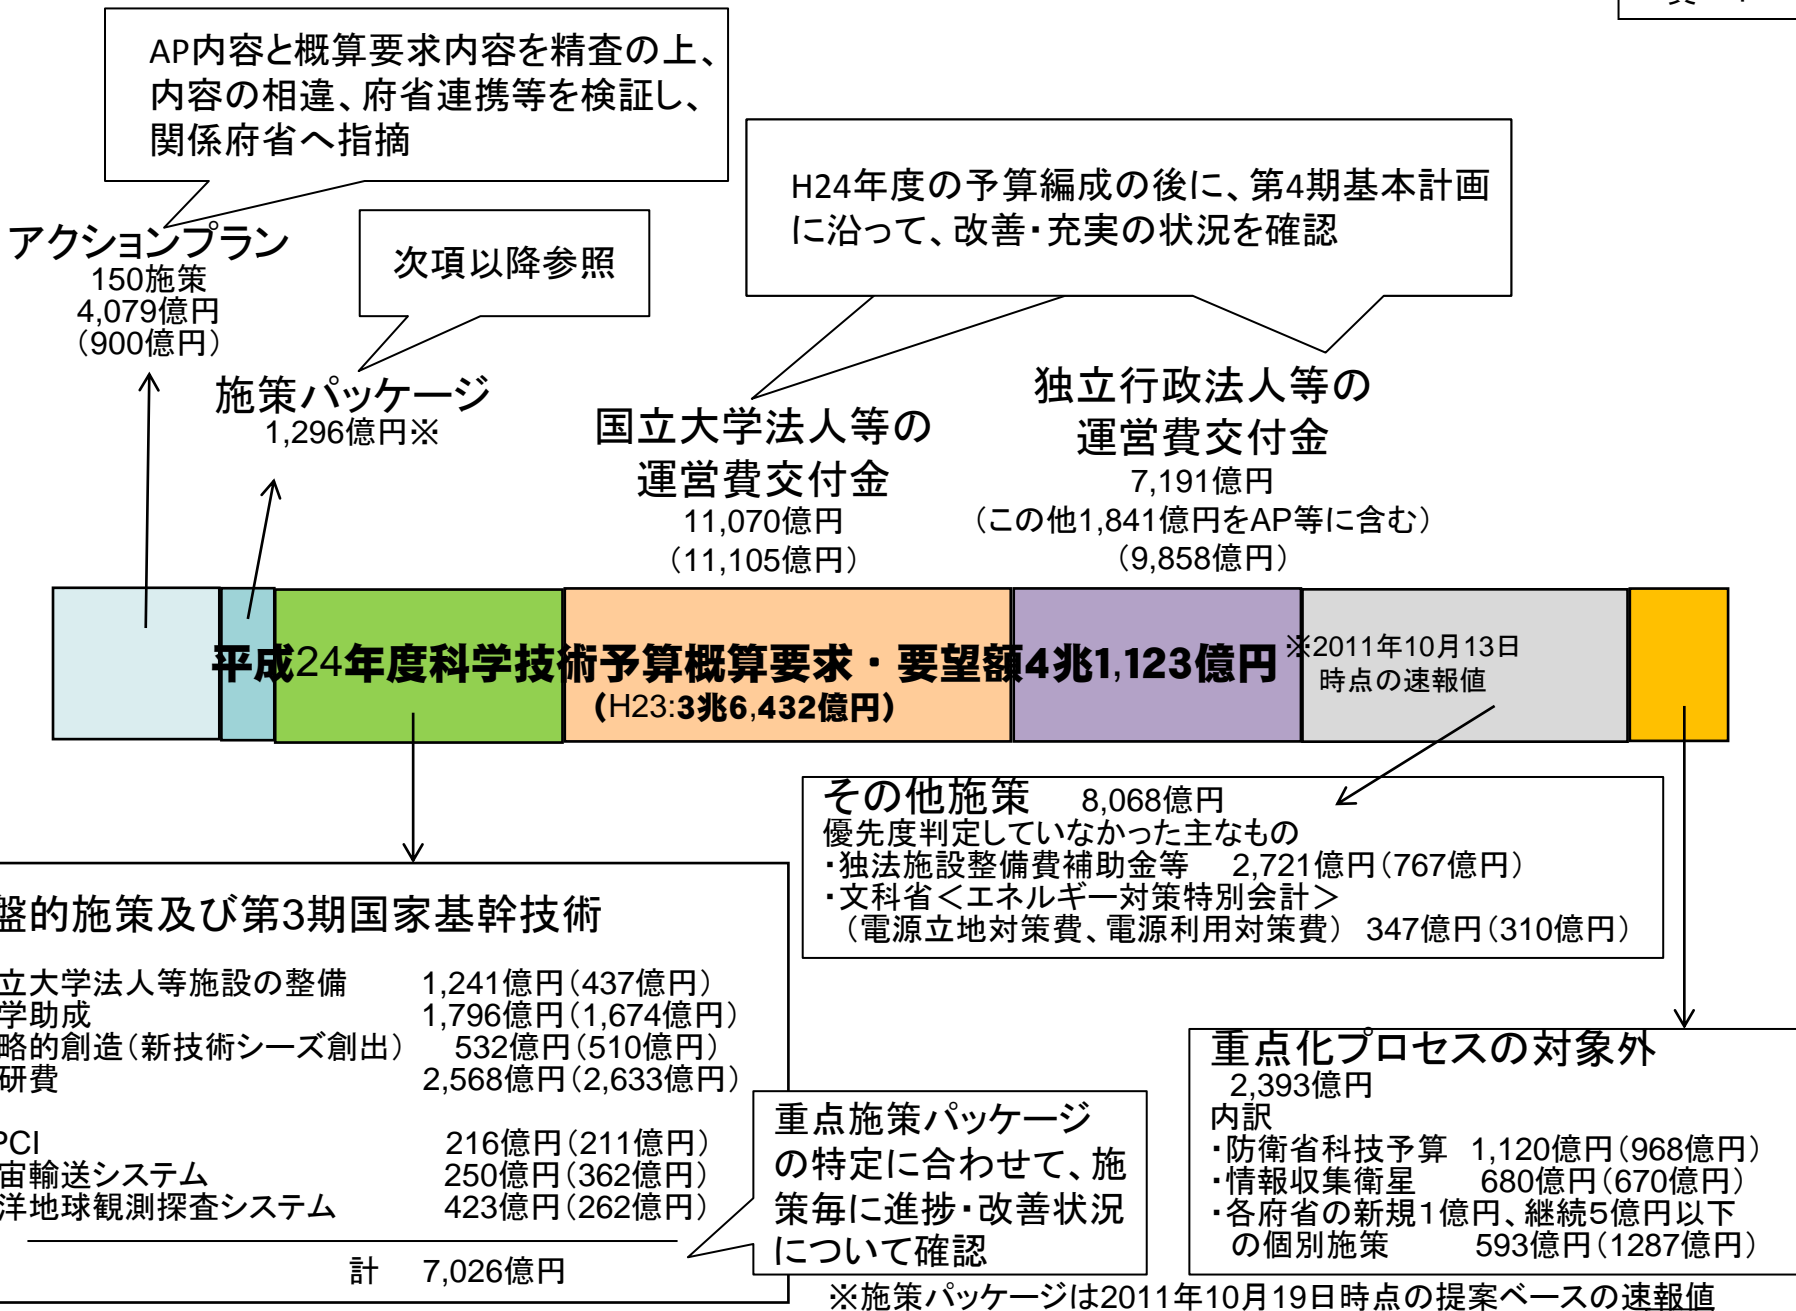 AP内容と概算要求内容を精査の上、
内容の相違、府省連携等を検証し、
関係府省へ指摘
H24年度の予算編成の後に、第4期基本計画
に沿って、改善・充実の状況を確認
アクションプラン
150施策
4,079億円
（900億円）
次項以降参照
施策パッケージ
1,296億円※
国立大学法人等の
運営費交付金
11,070億円
（11,105億円）
独立行政法人等の
運営費交付金
7,191億円
（この他1,841億円をAP等に含む）
（9,858億円）
平成24年度科学技術予算概算要求・要望額4兆1,123億円
（H23:3兆6,432億円）
※2011年10月13日
時点の速報値
その他施策 8,068億円
優先度判定していなかった主なもの
・独法施設整備費補助金等 2,721億円（767億円）
・文科省＜エネルギー対策特別会計＞
（電源立地対策費、電源利用対策費） 347億円（310億円）
盤的施策及び第3期国家基幹技術
立大学法人等施設の整備 1,241億円（437億円）
学助成 1,796億円（1,674億円）
略的創造（新技術シーズ創出） 532億円（510億円）
研費 2,568億円（2,633億円）
PCI 216億円（211億円）
宙輸送システム 250億円（362億円）
洋地球観測探査システム 423億円（262億円）
計 7,026億円
重点施策パッケージ
の特定に合わせて、施
策毎に進捗・改善状況
について確認
重点化プロセスの対象外
2,393億円
内訳
・防衛省科技予算 1,120億円（968億円）
・情報収集衛星 680億円（670億円）
・各府省の新規１億円、継続５億円以下
の個別施策 593億円（1287億円）
※施策パッケージは2011年10月19日時点の提案ベースの速報値